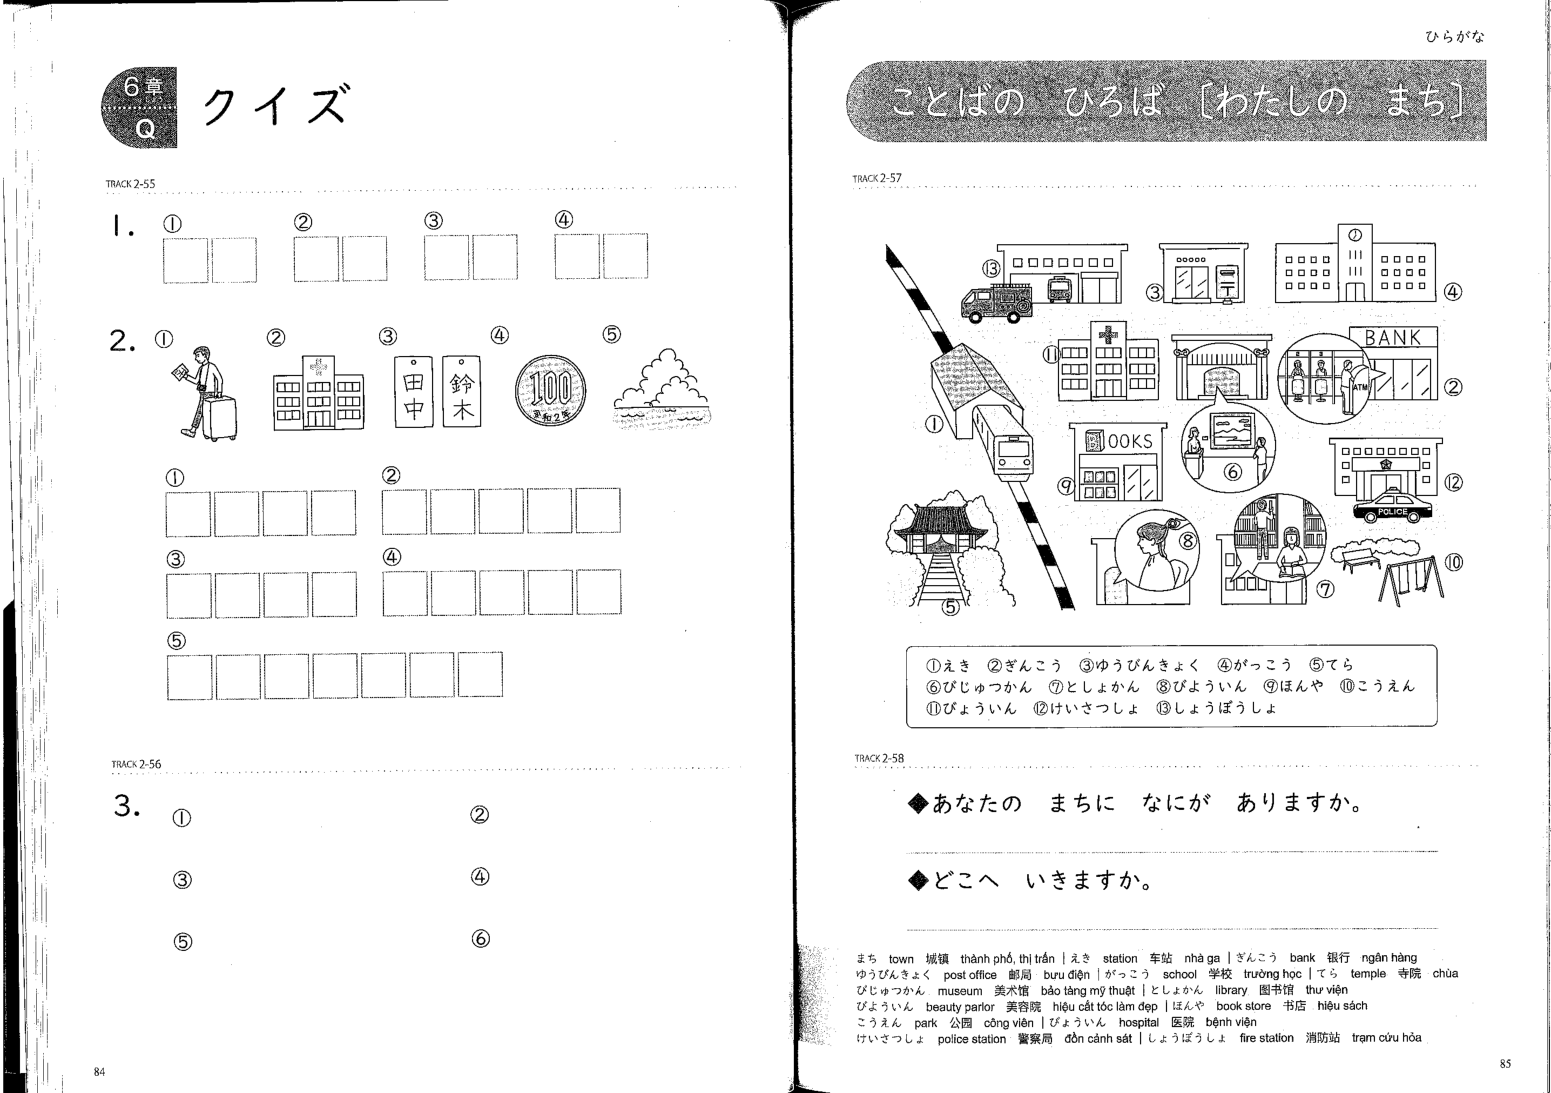 6章
Q
クイズ
TRACK 2-55
1.
① ② ③ ④
2.
① ② ③ ④ ⑤
田中
鈴木
100
令和2年
① ②
③ ④
⑤
TRACK 2-56
3.
① ②
③ ④
⑤ ⑥
84
ひらがな
ことばの ひろば [わたしの まち]
TRACK 2-57
⑬ ③ ④
⑪ BANK
ATM ②
①
BOOKS
⑥ ⑨ ⑫
POLICE
⑧ ⑩
⑤ ⑦
①えき ②ぎんこう ③ゆうびんきょく ④がっこう ⑤てら
⑥びじゅつかん ⑦としょかん ⑧びよういん ⑨ほんや ⑩こうえん
⑪びょういん ⑫けいさつしょ ⑬しょうぼうしょ
TRACK 2-58
◆あなたの まちに なにが ありますか。
◆どこへ いきますか。
まち town 城镇 thành phố, thị trấn | えき station 车站 nhà ga | ぎんこう bank 银行 ngân hàng
ゆうびんきょく post office 邮局 bưu điện | がっこう school 学校 trường học | てら temple 寺院 chùa
びじゅつかん museum 美术馆 bảo tàng mỹ thuật | としょかん library 图书馆 thư viện
びよういん beauty parlor 美容院 hiệu cắt tóc làm đẹp | ほんや book store 书店 hiệu sách
こうえん park 公园 công viên | びょういん hospital 医院 bệnh viện
けいさつしょ police station 警察局 đồn cảnh sát | しょうぼうしょ fire station 消防站 trạm cứu hỏa
85